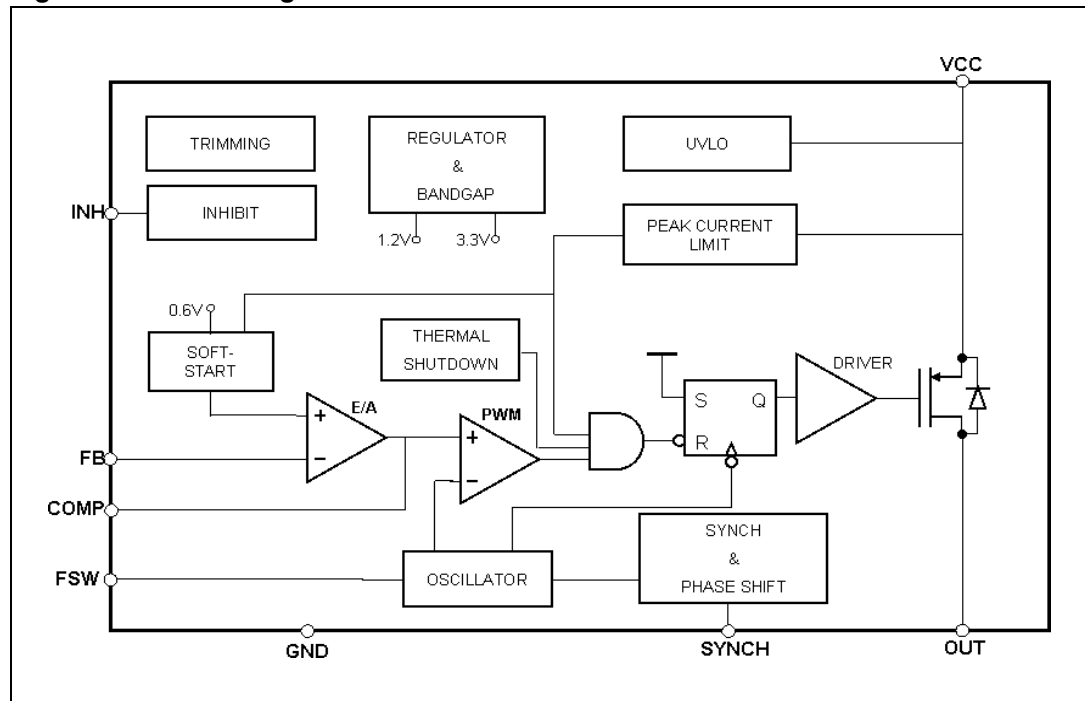 VCC
TRIMMING
REGULATOR
&
BANDGAP
UVLO
INH
INHIBIT
1.2V
3.3V
PEAK CURRENT
LIMIT
0.6V
SOFT-
START
THERMAL
SHUTDOWN
DRIVER
E/A
PWM
S
Q
R
+
−
+
−
FB
COMP
FSW
OSCILLATOR
SYNCH
&
PHASE SHIFT
GND
SYNCH
OUT